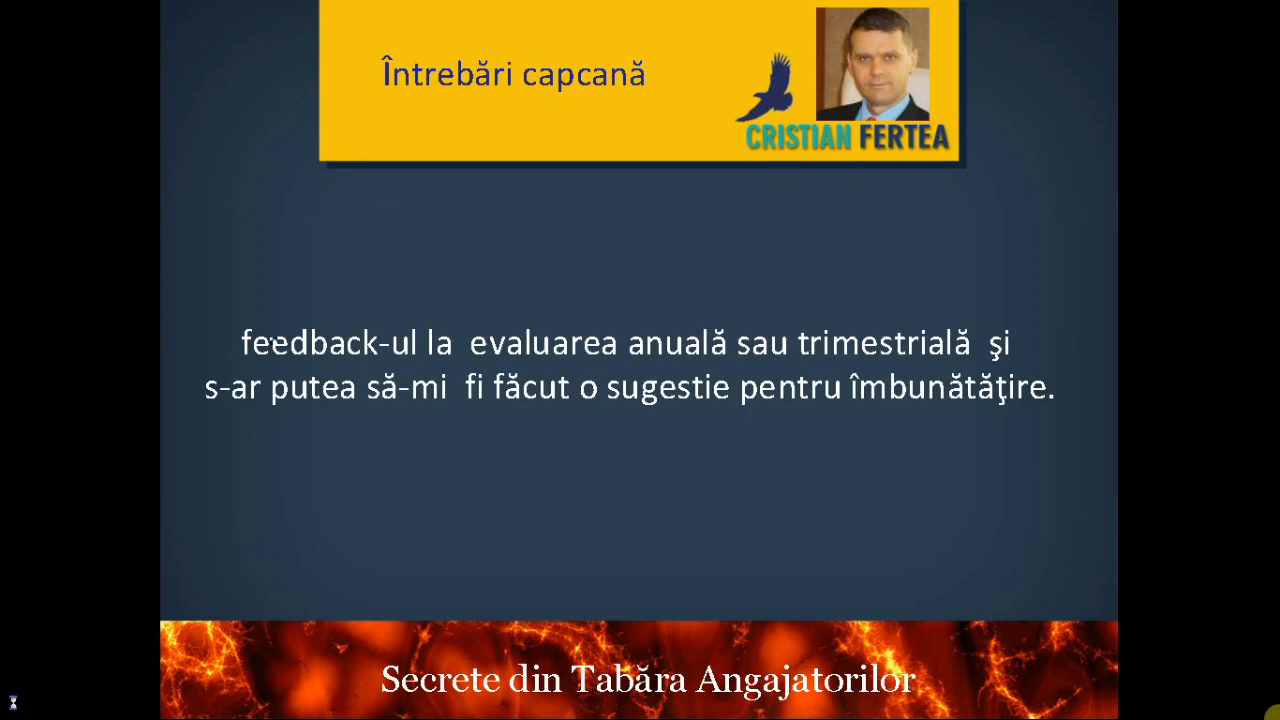 Întrebări capcană
CRISTIAN FERTEA
feedback-ul la evaluarea anuală sau trimestrială şi
s-ar putea să-mi fi făcut o sugestie pentru îmbunătăţire.
Secrete din Tabăra Angajatorilor